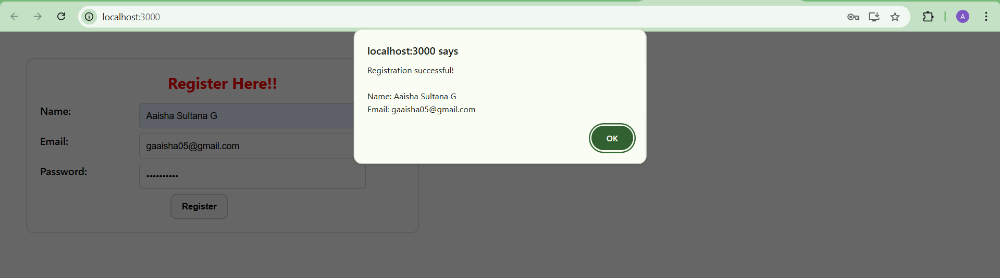 localhost:3000
A
localhost:3000 says
Registration successful!
Name: Aaisha Sultana G
Email: gaaisha05@gmail.com
OK
Register Here!!
Name:
Aaisha Sultana G
Email:
gaaisha05@gmail.com
Password:
••••••••••
Register